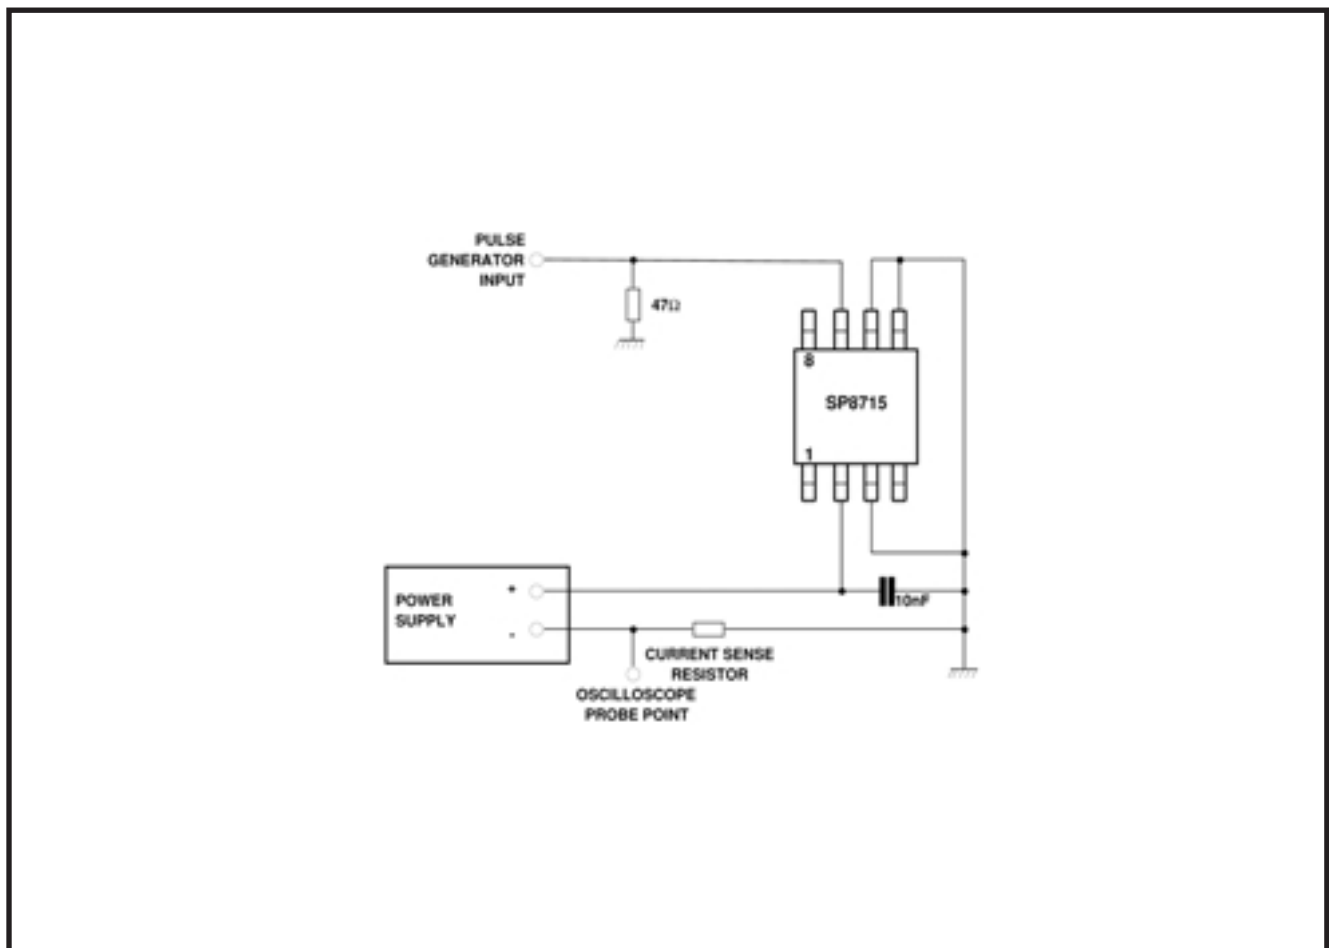 PULSE
GENERATOR
INPUT
47Ω
8
SP8715
1
POWER
SUPPLY
+
-
10nF
CURRENT SENSE
RESISTOR
OSCILLOSCOPE
PROBE POINT